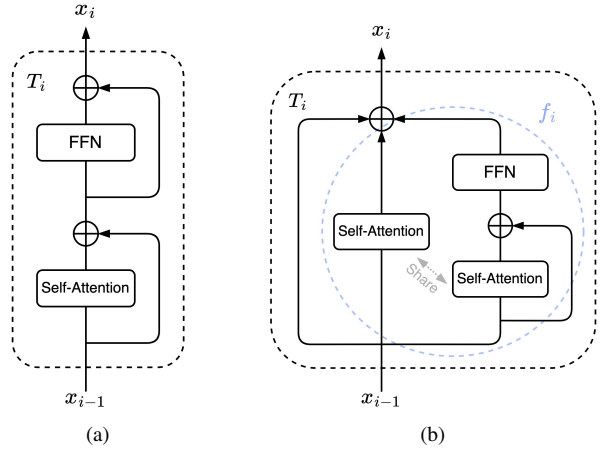 x_i
T_i
FFN
Self-Attention
x_{i-1}
(a)
x_i
T_i
f_i
FFN
Self-Attention
Share
Self-Attention
x_{i-1}
(b)